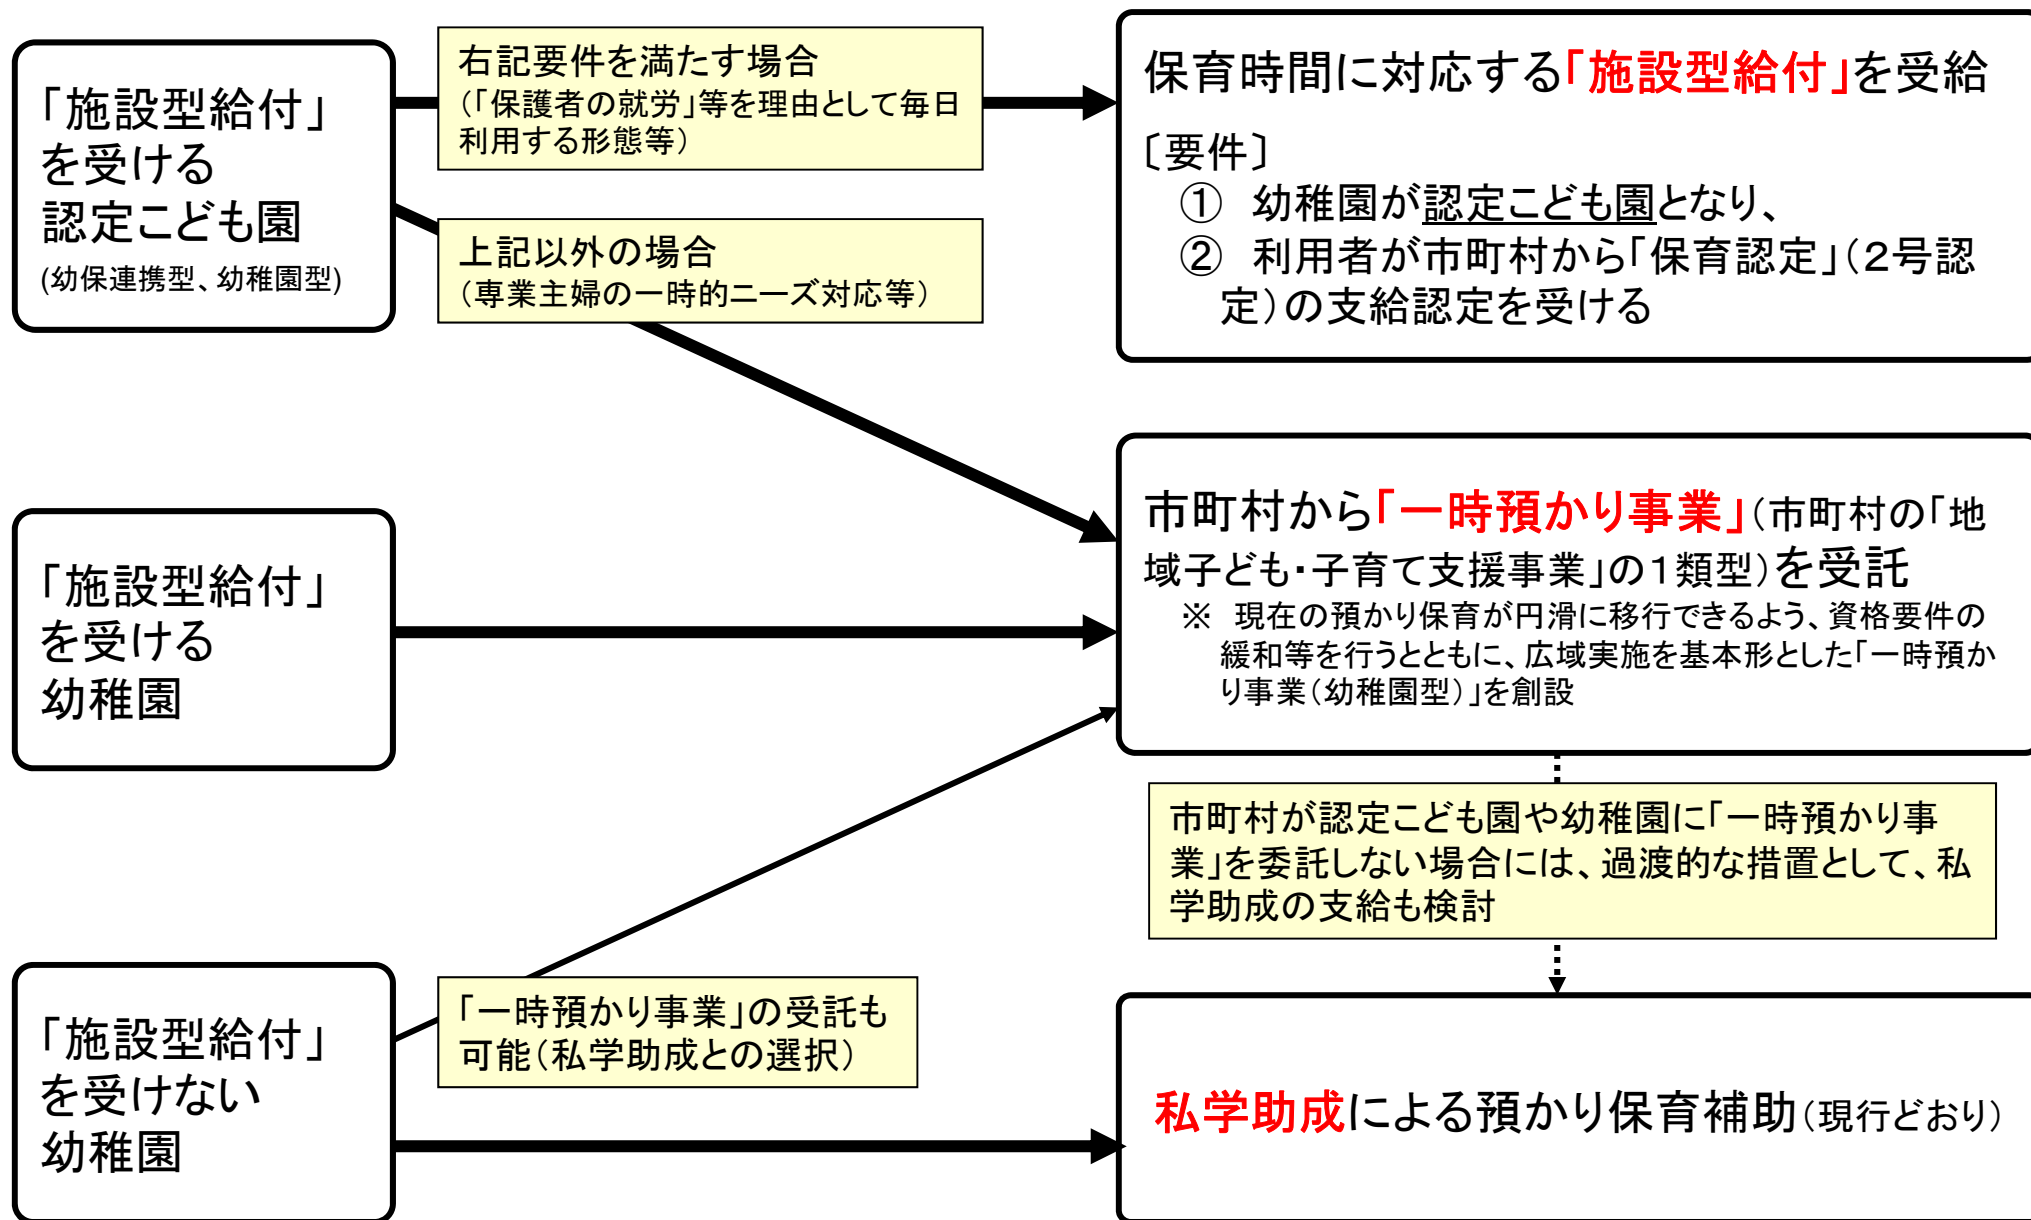 「施設型給付」
を受ける
認定こども園
(幼保連携型、幼稚園型)
右記要件を満たす場合
(「保護者の就労」等を理由として毎日
利用する形態等)
上記以外の場合
(専業主婦の一時的ニーズ対応等)
保育時間に対応する「施設型給付」を受給
〔要件〕
① 幼稚園が認定こども園となり、
② 利用者が市町村から「保育認定」(2号認
定)の支給認定を受ける
「施設型給付」
を受ける
幼稚園
市町村から「一時預かり事業」(市町村の「地
域子ども・子育て支援事業」の1類型)を受託
※ 現在の預かり保育が円滑に移行できるよう、資格要件の
緩和等を行うとともに、広域実施を基本形とした「一時預か
り事業(幼稚園型)」を創設
市町村が認定こども園や幼稚園に「一時預かり事
業」を委託しない場合には、過渡的な措置として、私
学助成の支給も検討
「施設型給付」
を受けない
幼稚園
「一時預かり事業」の受託も
可能(私学助成との選択)
私学助成による預かり保育補助(現行どおり)